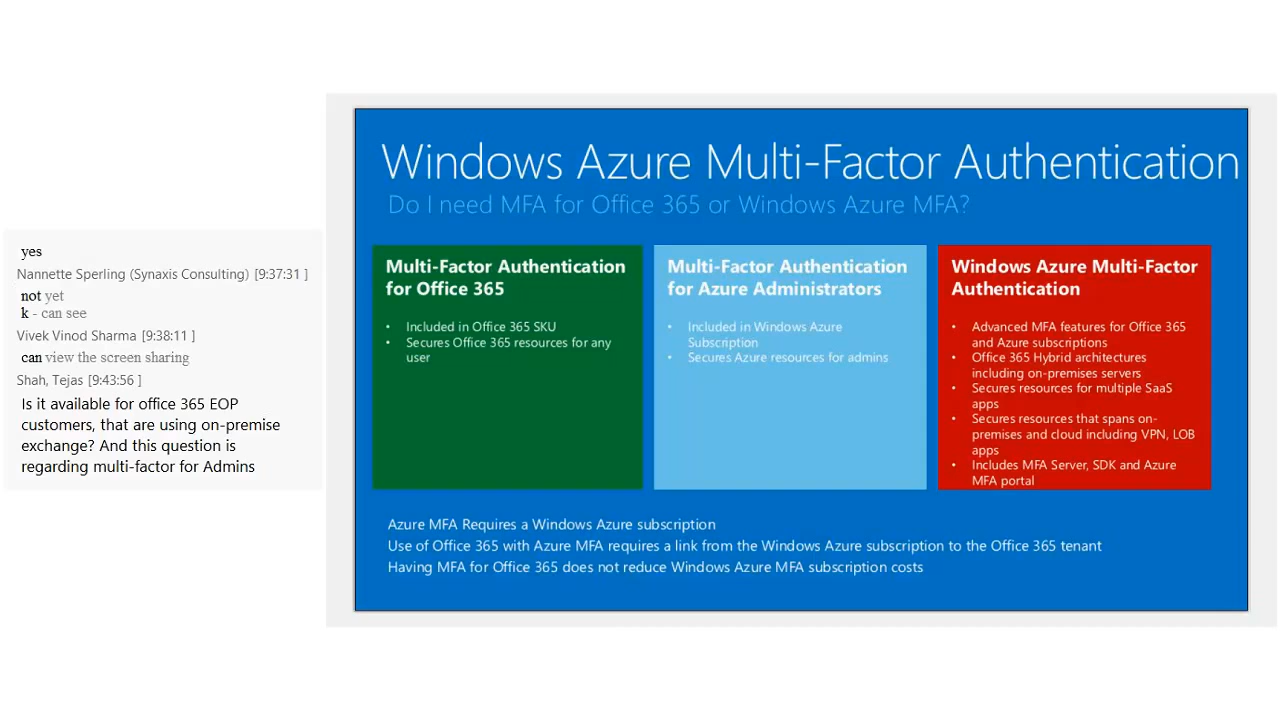 yes
Nannette Sperling (Synaxis Consulting) [9:37:31 ]
not yet
k - can see
Vivek Vinod Sharma [9:38:11 ]
can view the screen sharing
Shah, Tejas [9:43:56 ]
Is it available for office 365 EOP
customers, that are using on-premise
exchange? And this question is
regarding multi-factor for Admins
Windows Azure Multi-Factor Authentication
Do I need MFA for Office 365 or Windows Azure MFA?
Multi-Factor Authentication
for Office 365
• Included in Office 365 SKU
• Secures Office 365 resources for any
user
Multi-Factor Authentication
for Azure Administrators
• Included in Windows Azure
Subscription
• Secures Azure resources for admins
Windows Azure Multi-Factor
Authentication
• Advanced MFA features for Office 365
and Azure subscriptions
• Office 365 Hybrid architectures
including on-premises servers
• Secures resources for multiple SaaS
apps
• Secures resources that spans on-
premises and cloud including VPN, LOB
apps
• Includes MFA Server, SDK and Azure
MFA portal
Azure MFA Requires a Windows Azure subscription
Use of Office 365 with Azure MFA requires a link from the Windows Azure subscription to the Office 365 tenant
Having MFA for Office 365 does not reduce Windows Azure MFA subscription costs